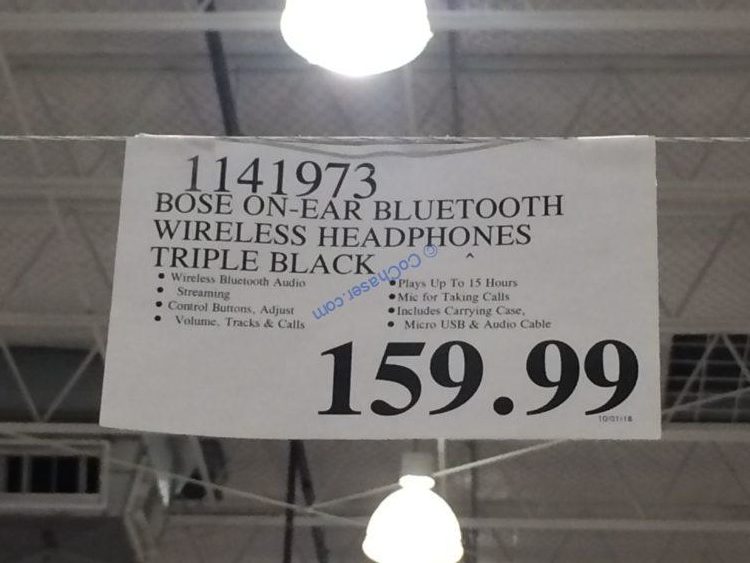 1141973
BOSE ON-EAR BLUETOOTH
WIRELESS HEADPHONES
TRIPLE BLACK
• Wireless Bluetooth Audio
• Streaming
• Control Buttons, Adjust
• Volume, Tracks & Calls
• Plays Up To 15 Hours
• Mic for Taking Calls
• Includes Carrying Case,
• Micro USB & Audio Cable
© CoChaser.com
159.99
10/01-18